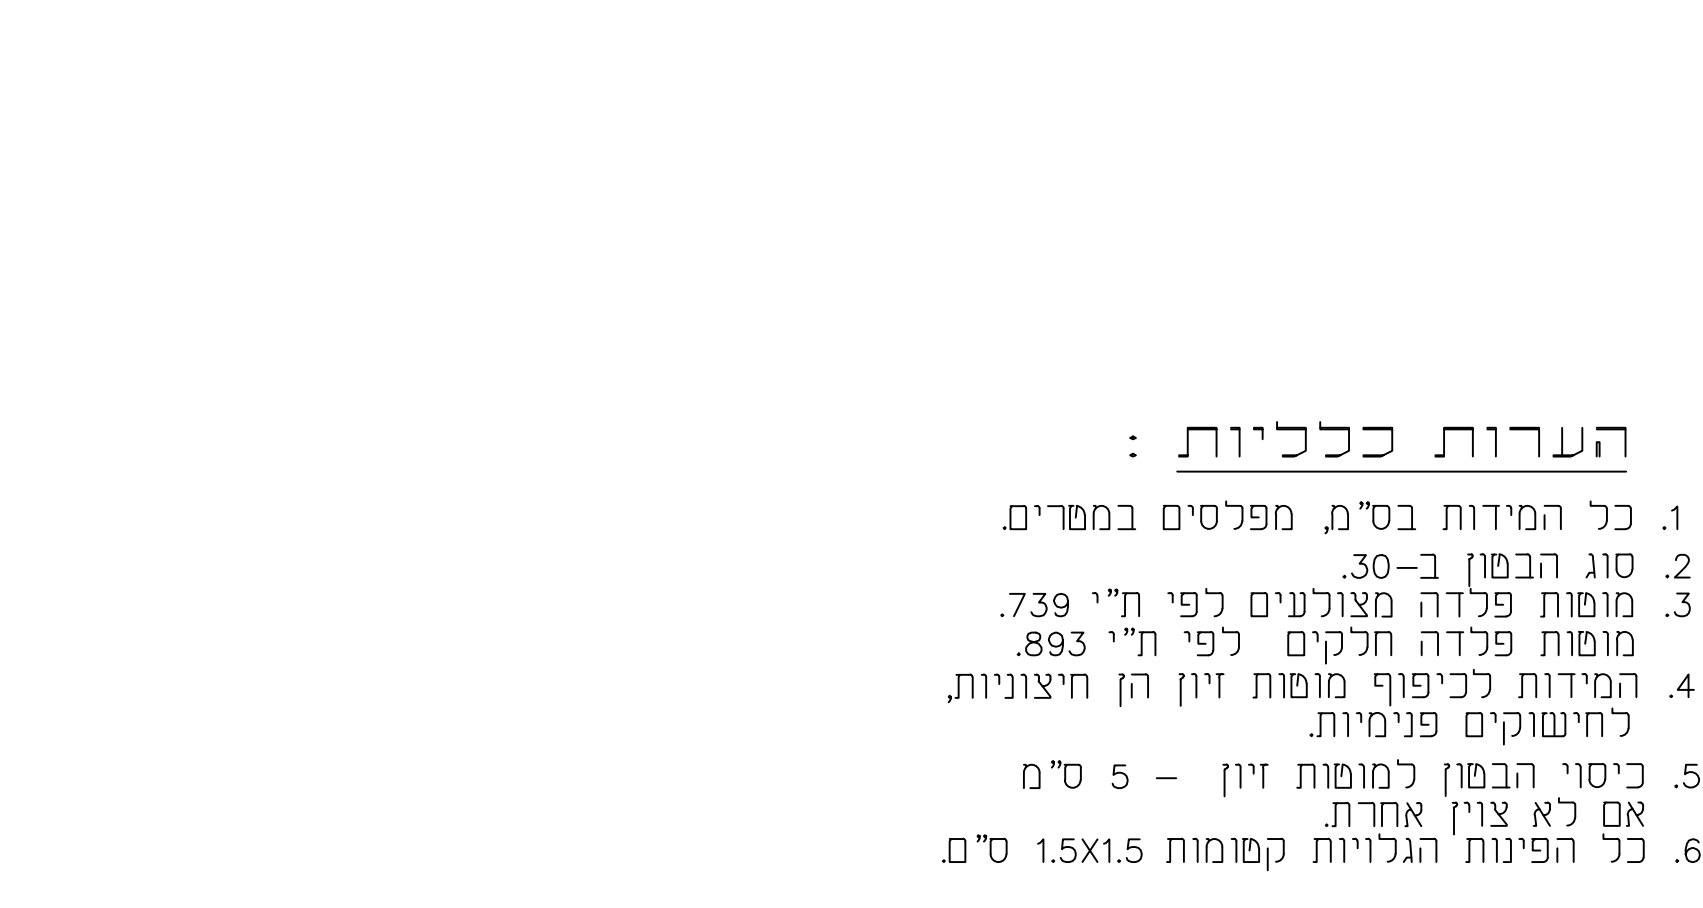 הערות כלליות :
1. כל המידות בס"מ, מפלסים במטרים.
2. סוג הבטון ב-30.
3. מוטות פלדה מצולעים לפי ת"י 739.
מוטות פלדה חלקים לפי ת"י 893.
4. המידות לכיפוף מוטות זיון הן חיצוניות,
לחישוקים פנימיות.
5. כיסוי הבטון למוטות זיון - 5 ס"מ
אם לא צוין אחרת.
6. כל הפינות הגלויות קטומות 1.5X1.5 ס"ם.